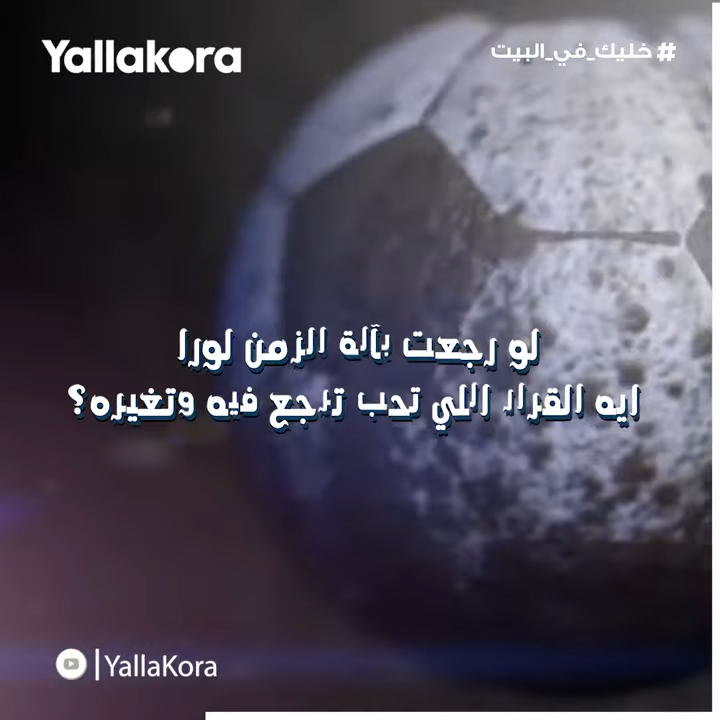 Yallakora
#خليك_في_البيت
لو رجعت بآلة الزمن لورا
ايه القرار اللي تحب ترجع فيه وتغيره؟
YallaKora